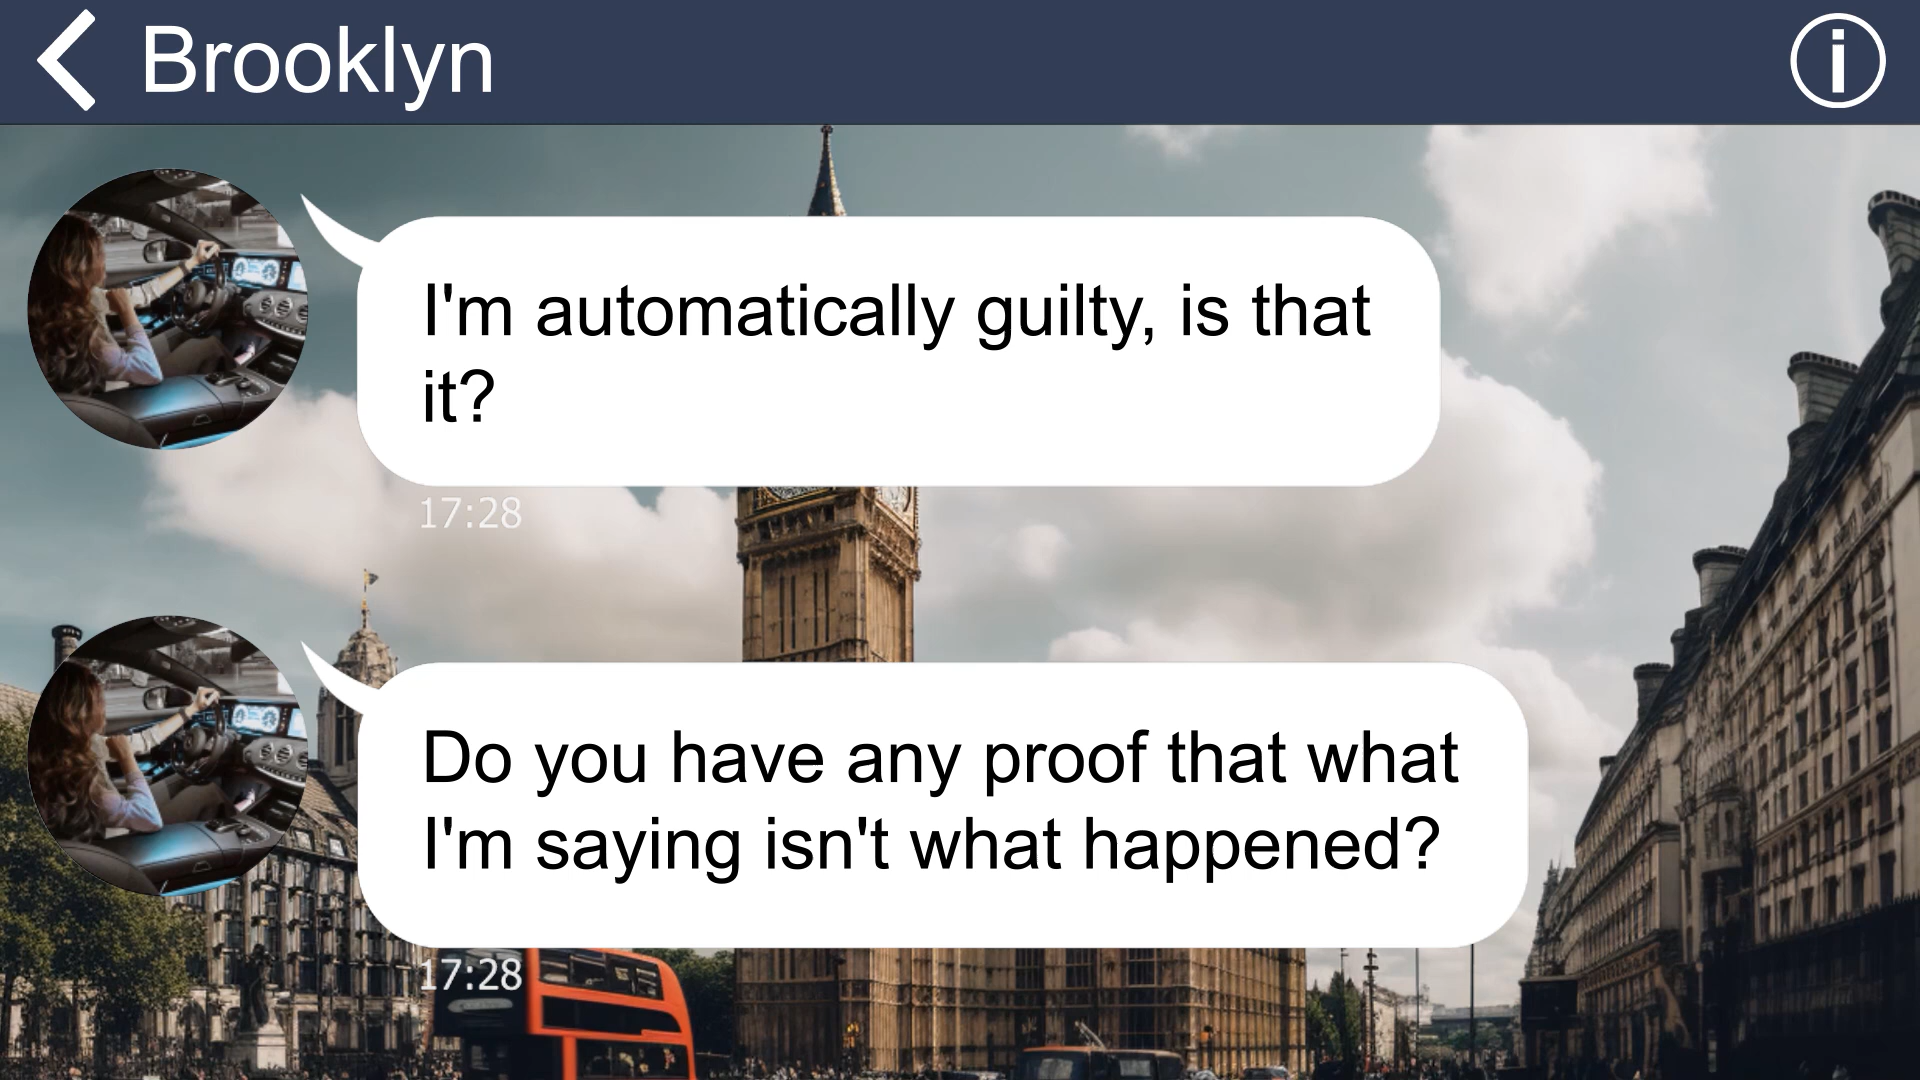 Brooklyn
I'm automatically guilty, is that
it?
17:28
Do you have any proof that what
I'm saying isn't what happened?
17:28